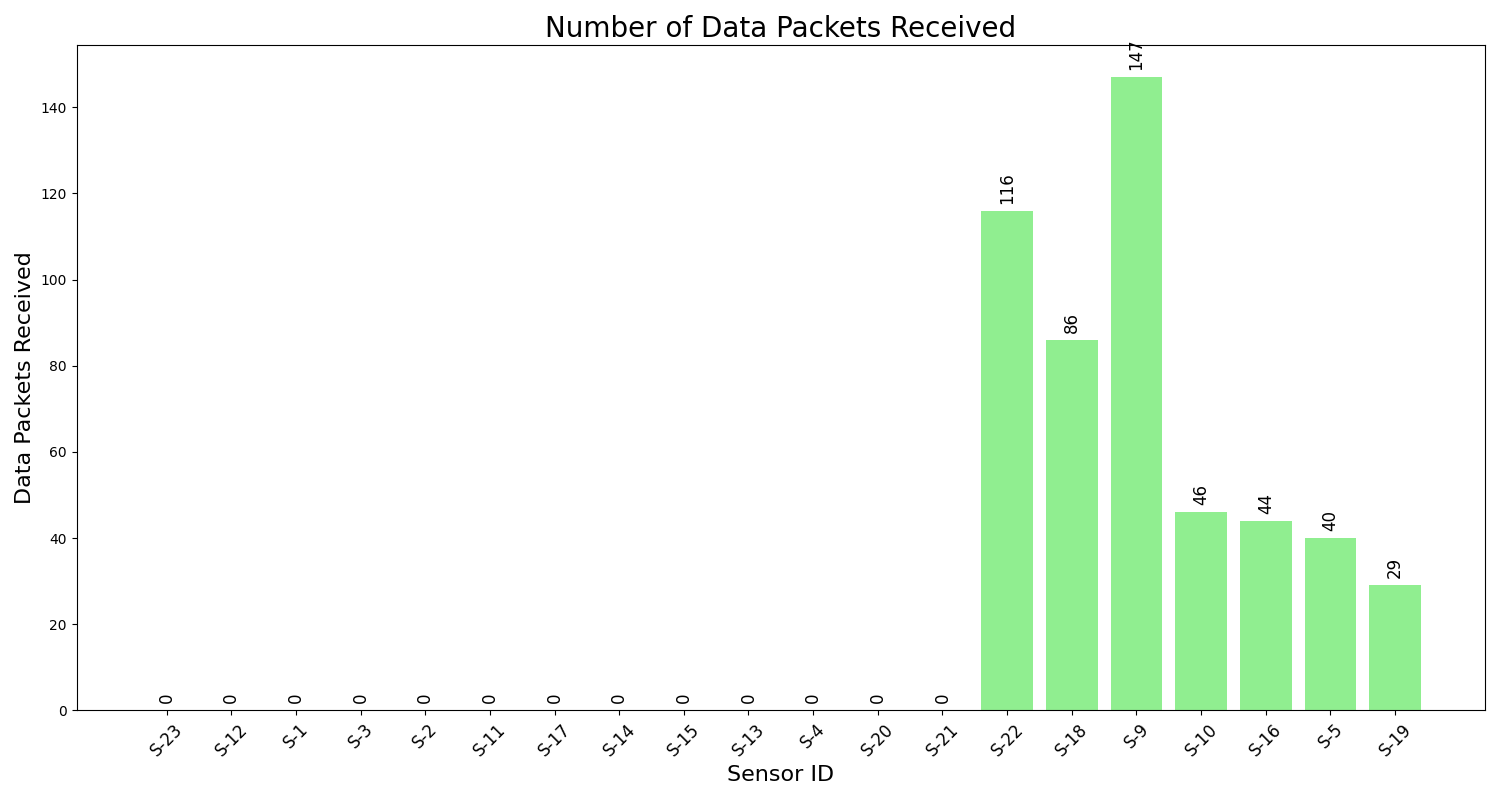 Number of Data Packets Received
Data Packets Received
140
120
100
80
60
40
20
0
0 0 0 0 0 0 0 0 0 0 0 0 0 116 86 147 46 44 40 29
S-23 S-12 S-1 S-3 S-2 S-11 S-17 S-14 S-15 S-13 S-4 S-20 S-21 S-22 S-18 S-9 S-10 S-16 S-5 S-19
Sensor ID